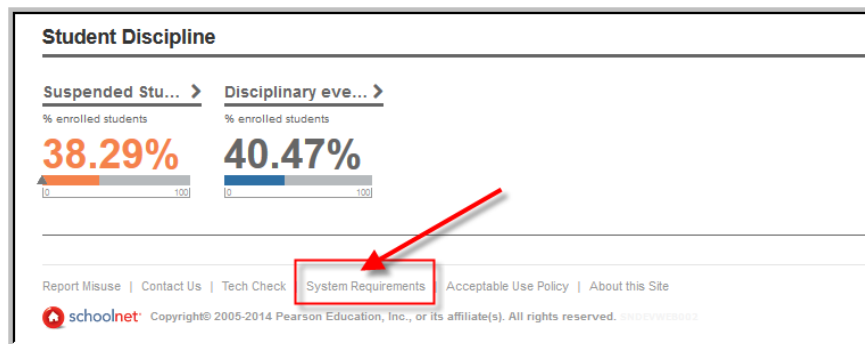 Student Discipline
Suspended Stu... Disciplinary eve...
% enrolled students % enrolled students
38.29% 40.47%
0 100 0 100
Report Misuse | Contact Us | Tech Check | System Requirements | Acceptable Use Policy | About this Site
schoolnet Copyright© 2005-2014 Pearson Education, Inc., or its affiliate(s). All rights reserved.